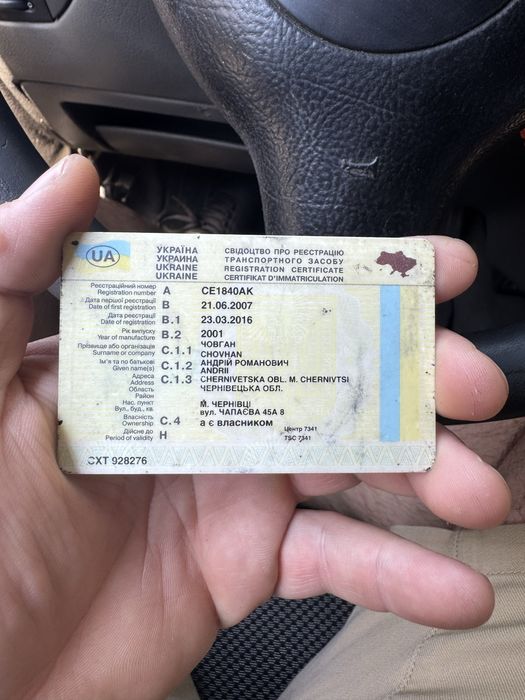 UA
УКРАЇНА
УКРАИНА
UKRAINE
UKRAINE
СВІДОЦТВО ПРО РЕЄСТРАЦІЮ
ТРАНСПОРТНОГО ЗАСОБУ
REGISTRATION CERTIFICATE
CERTIFICAT D'IMMATRICULATION
Реєстраційний номер
Registration number A CE1840AK
Дата першої реєстрації
Date of first registration B 21.06.2007
Дата реєстрації
Date of registration B.1 23.03.2016
Рік випуску
Year of manufacture B.2 2001
Прізвище або організація ЧОВГАН
Surname or company C.1.1 CHOVHAN
Ім'я та по батькові АНДРІЙ РОМАНОВИЧ
Given name(s) C.1.2 ANDRII
Адреса
Address C.1.3 CHERNIVETSKA OBL. M. CHERNIVTSI
Область ЧЕРНІВЕЦЬКА ОБЛ.
Район
Нас. пункт М. ЧЕРНІВЦІ
Вул., буд., кв. вул. ЧАПАЄВА 45А 8
Власність
Ownership C.4 а є власником
Дійсне до Центр 7341
Period of validity H TSC 7341
СХТ 928276